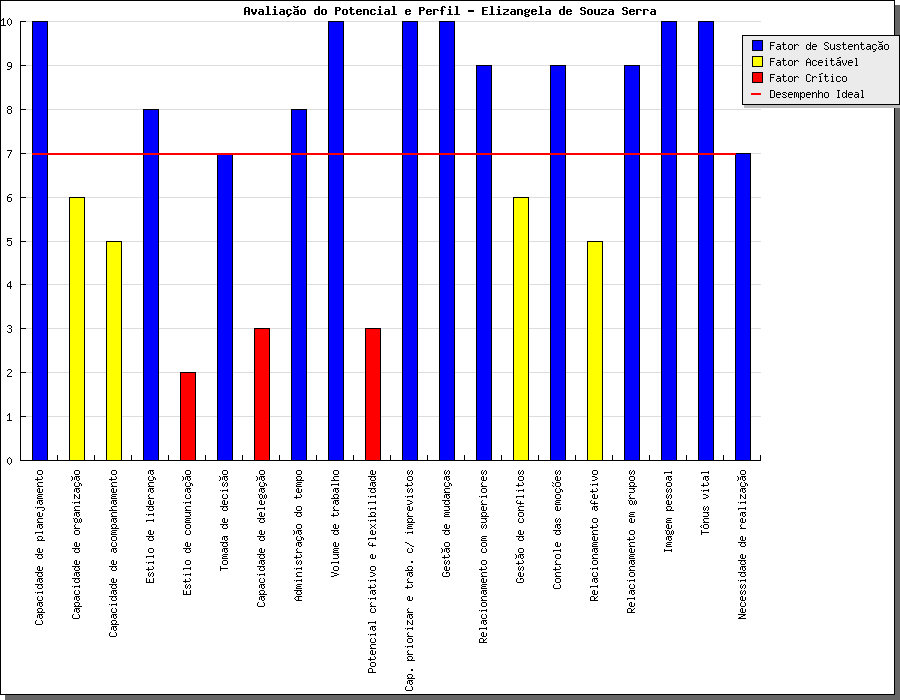 Avaliação do Potencial e Perfil - Elizangela de Souza Serra
Fator de Sustentação
Fator Aceitável
Fator Crítico
Desempenho Ideal
10
9
8
7
6
5
4
3
2
1
0
Capacidade de planejamento
Capacidade de organização
Capacidade de acompanhamento
Estilo de liderança
Estilo de comunicação
Tomada de decisão
Capacidade de delegação
Administração do tempo
Volume de trabalho
Potencial criativo e flexibilidade
Cap. priorizar e trab. c/ imprevistos
Gestão de mudanças
Relacionamento com superiores
Gestão de conflitos
Controle das emoções
Relacionamento afetivo
Relacionamento em grupos
Imagem pessoal
Tônus vital
Necessidade de realização